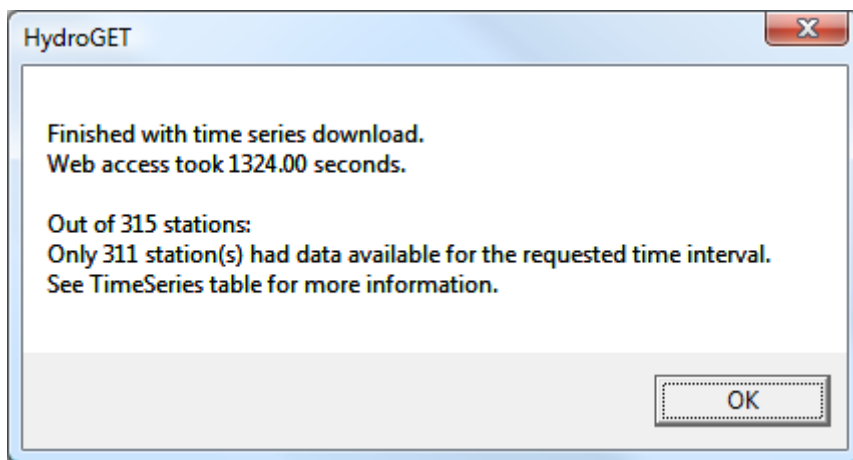 HydroGET
Finished with time series download.
Web access took 1324.00 seconds.
Out of 315 stations:
Only 311 station(s) had data available for the requested time interval.
See TimeSeries table for more information.
OK